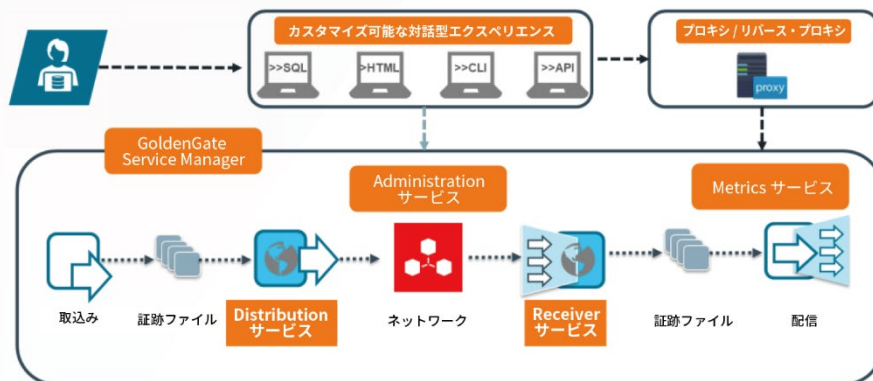 カスタマイズ可能な対話型エクスペリエンス
プロキシ / リバース・プロキシ
>>SQL
>HTML
>>CLI
>>API
proxy
GoldenGate
Service Manager
Administration
サービス
Metrics サービス
取込み
証跡ファイル
Distribution
サービス
ネットワーク
Receiver
サービス
証跡ファイル
配信